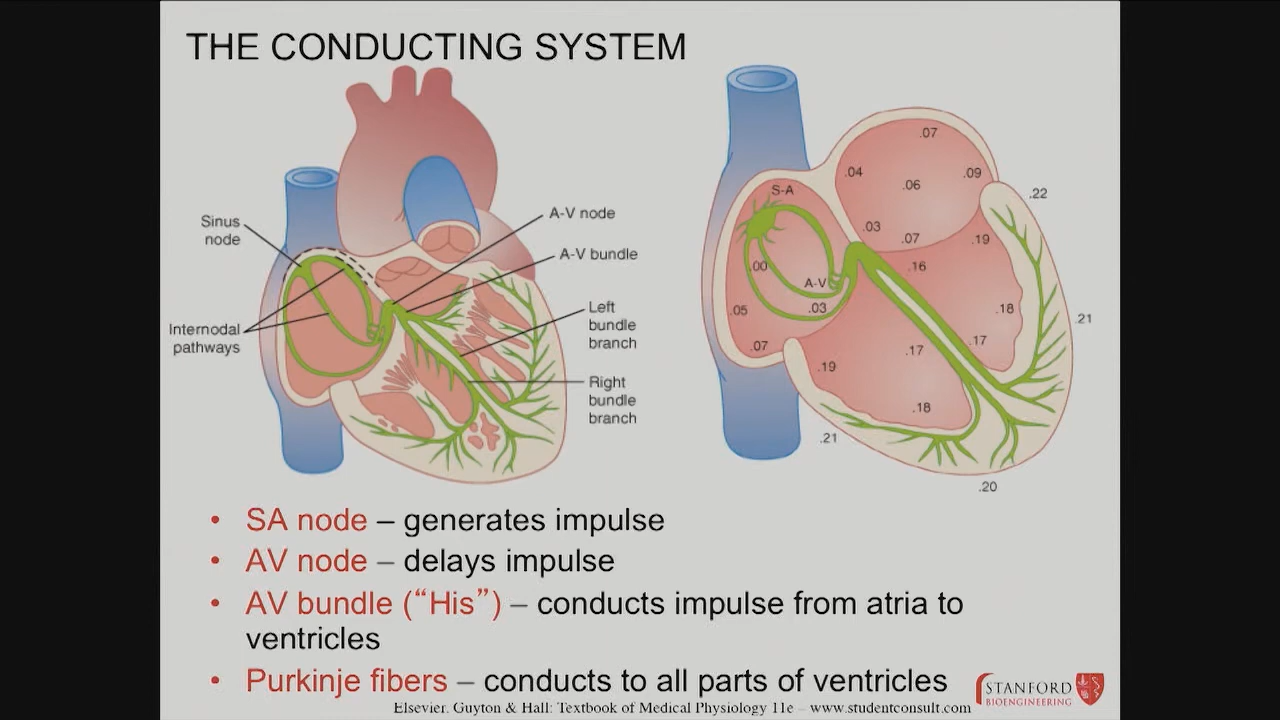 THE CONDUCTING SYSTEM
Sinus
node
Internodal
pathways
A-V node
A-V bundle
Left
bundle
branch
Right
bundle
branch
S-A
A-V
.07
.04
.09
.06
.22
.03
.07
.19
.16
.00
.03
.05
.18
.21
.07
.17
.17
.19
.18
.21
.20
• SA node – generates impulse
• AV node – delays impulse
• AV bundle (“His”) – conducts impulse from atria to
ventricles
• Purkinje fibers – conducts to all parts of ventricles
STANFORD
BIOENGINEERING
Elsevier. Guyton & Hall: Textbook of Medical Physiology 11e – www.studentconsult.com